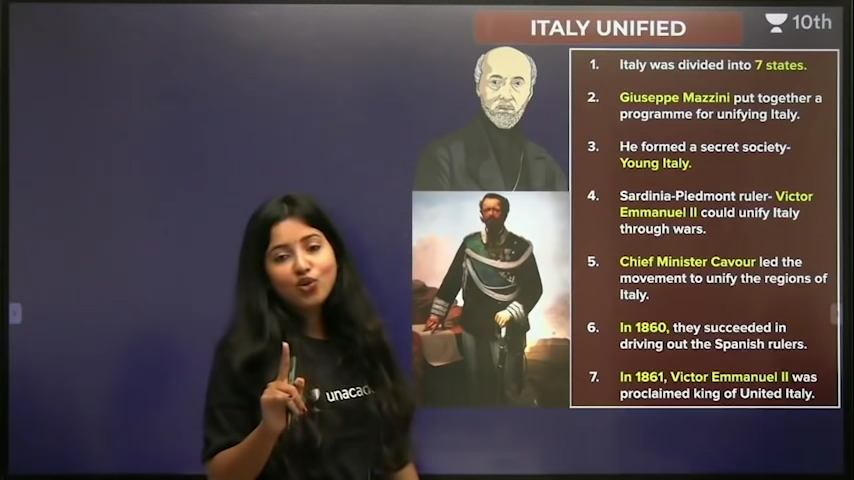 ITALY UNIFIED
10th
1. Italy was divided into 7 states.
2. Giuseppe Mazzini put together a
programme for unifying Italy.
3. He formed a secret society-
Young Italy.
4. Sardinia-Piedmont ruler- Victor
Emmanuel II could unify Italy
through wars.
5. Chief Minister Cavour led the
movement to unify the regions of
Italy.
6. In 1860, they succeeded in
driving out the Spanish rulers.
7. In 1861, Victor Emmanuel II was
proclaimed king of United Italy.
unacad